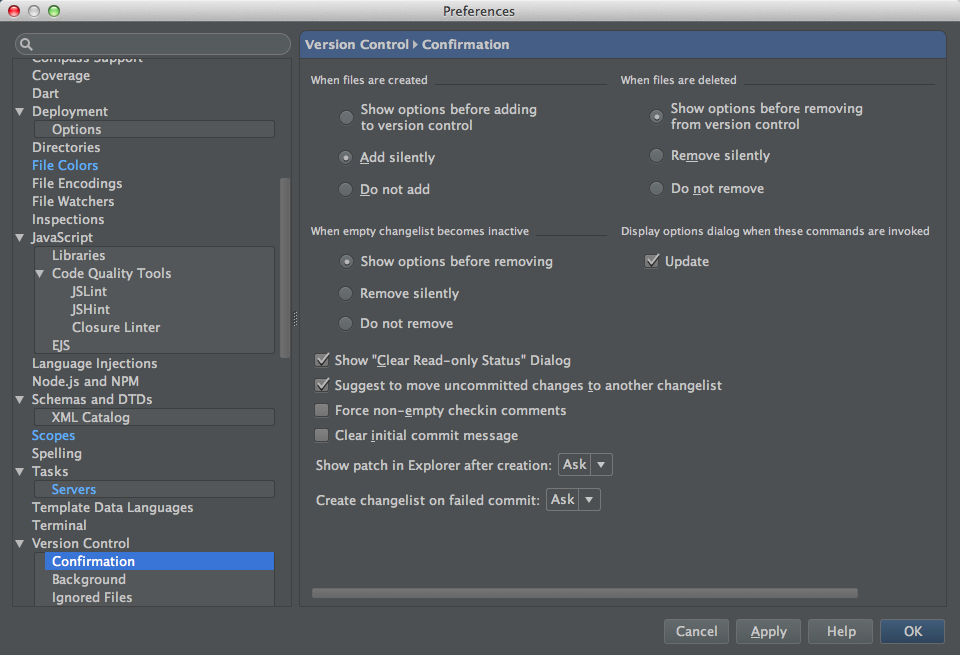 Preferences
Compass Support
Coverage
Dart
Deployment
Options
Directories
File Colors
File Encodings
File Watchers
Inspections
JavaScript
Libraries
Code Quality Tools
JSLint
JSHint
Closure Linter
EJS
Language Injections
Node.js and NPM
Schemas and DTDs
XML Catalog
Scopes
Spelling
Tasks
Servers
Template Data Languages
Terminal
Version Control
Confirmation
Background
Ignored Files
Version Control Confirmation
When files are created
Show options before adding
to version control
Add silently
Do not add
When files are deleted
Show options before removing
from version control
Remove silently
Do not remove
When empty changelist becomes inactive
Show options before removing
Remove silently
Do not remove
Display options dialog when these commands are invoked
Update
Show "Clear Read-only Status" Dialog
Suggest to move uncommitted changes to another changelist
Force non-empty checkin comments
Clear initial commit message
Show patch in Explorer after creation: Ask
Create changelist on failed commit: Ask
Cancel Apply Help OK